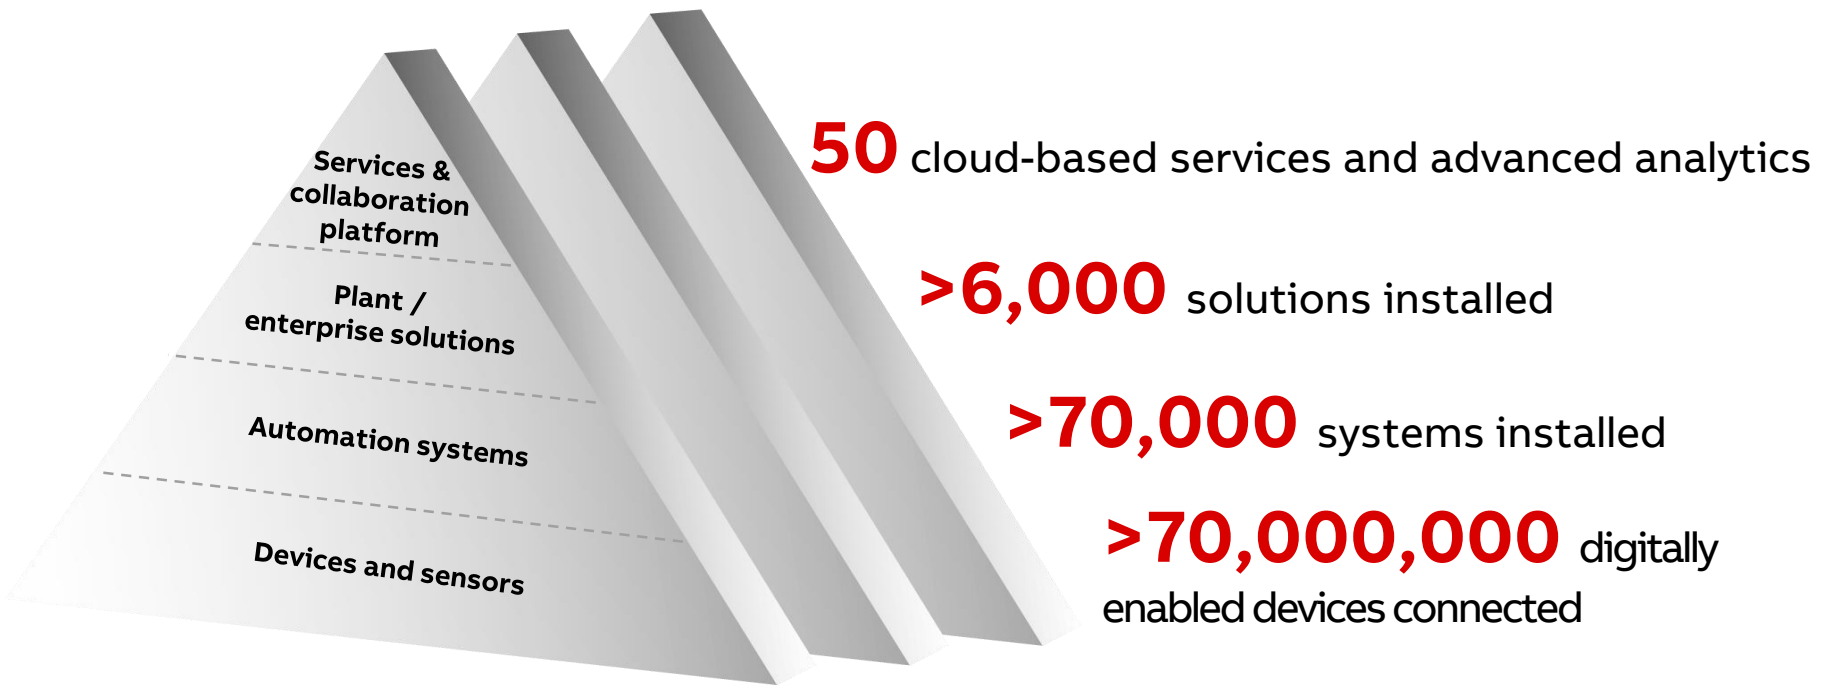 Services &
collaboration
platform
Plant /
enterprise solutions
Automation systems
Devices and sensors
50 cloud-based services and advanced analytics
>6,000 solutions installed
>70,000 systems installed
>70,000,000 digitally
enabled devices connected